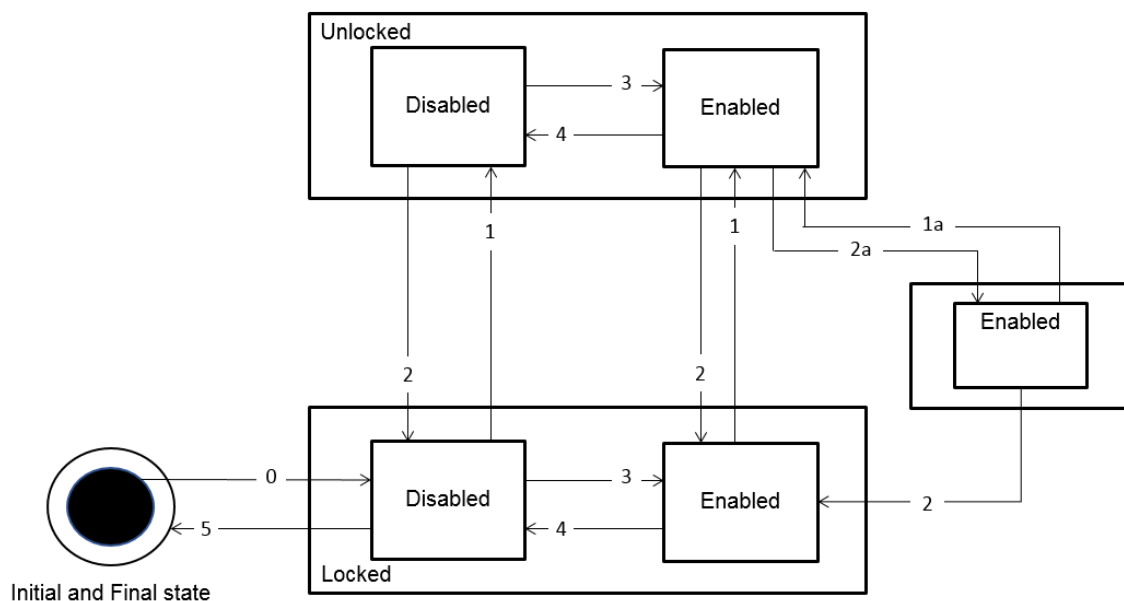 Unlocked
Disabled
3
4
Enabled
1
1
1a
2a
2
2
Enabled
0
5
Disabled
3
4
Enabled
2
Locked
Initial and Final state